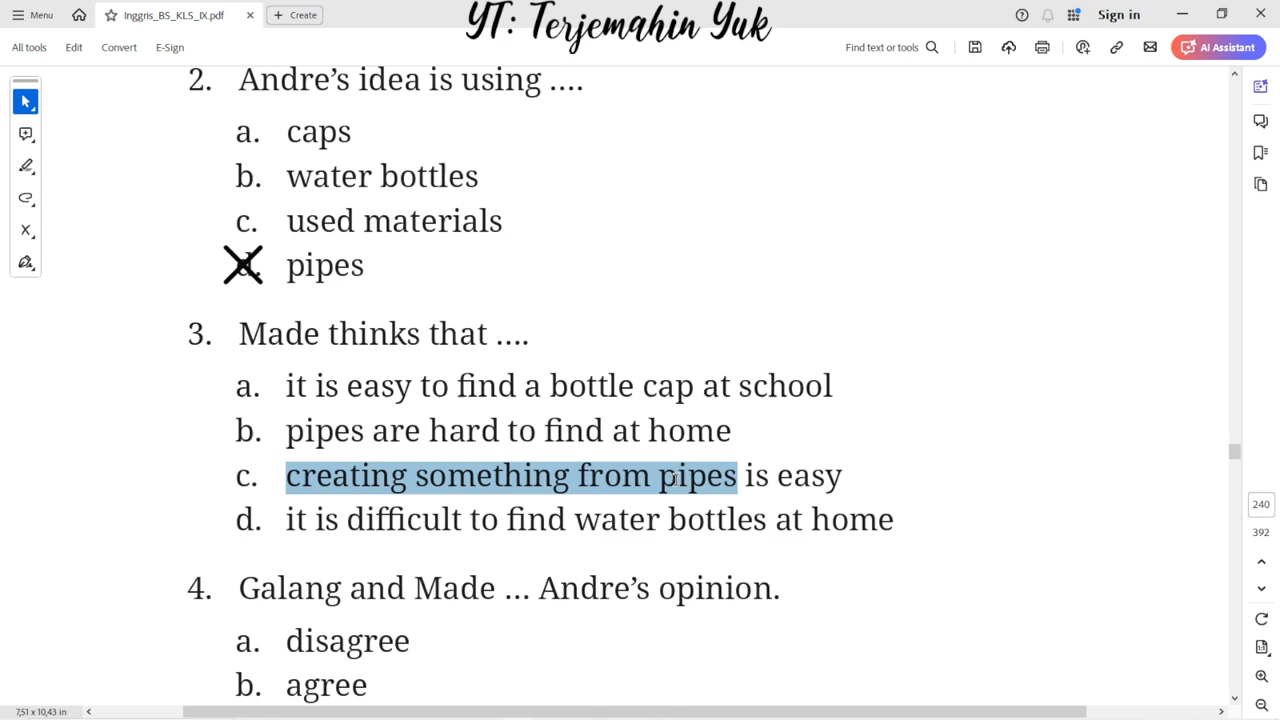 Menu
Inggris_BS_KLS_IX.pdf
Create
YT: Terjemahin Yuk
Sign in
All tools
Edit
Convert
E-Sign
Find text or tools
AI Assistant
2. Andre’s idea is using ....
a. caps
b. water bottles
c. used materials
d. pipes
3. Made thinks that ....
a. it is easy to find a bottle cap at school
b. pipes are hard to find at home
c. creating something from pipes is easy
d. it is difficult to find water bottles at home
4. Galang and Made ... Andre’s opinion.
a. disagree
b. agree
240
392
7,51 x 10,43 in